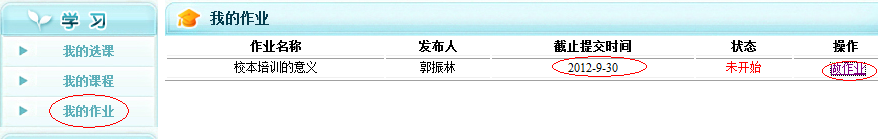 学 习
我的选课
我的课程
我的作业
我的作业
作业名称 发布人 截止提交时间 状态 操作
校本培训的意义 郭振林 2012-9-30 未开始 做作业